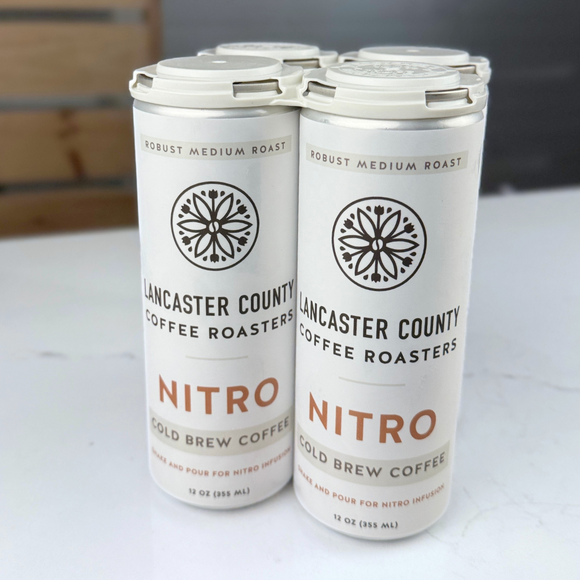 ROBUST MEDIUM ROAST
LANCASTER COUNTY
COFFEE ROASTERS
NITRO
COLD BREW COFFEE
SHAKE AND POUR FOR NITRO INFUSION
12 OZ (355 ML)
ROBUST MEDIUM ROAST
LANCASTER COUNTY
COFFEE ROASTERS
NITRO
COLD BREW COFFEE
SHAKE AND POUR FOR NITRO INFUSION
12 OZ (355 ML)